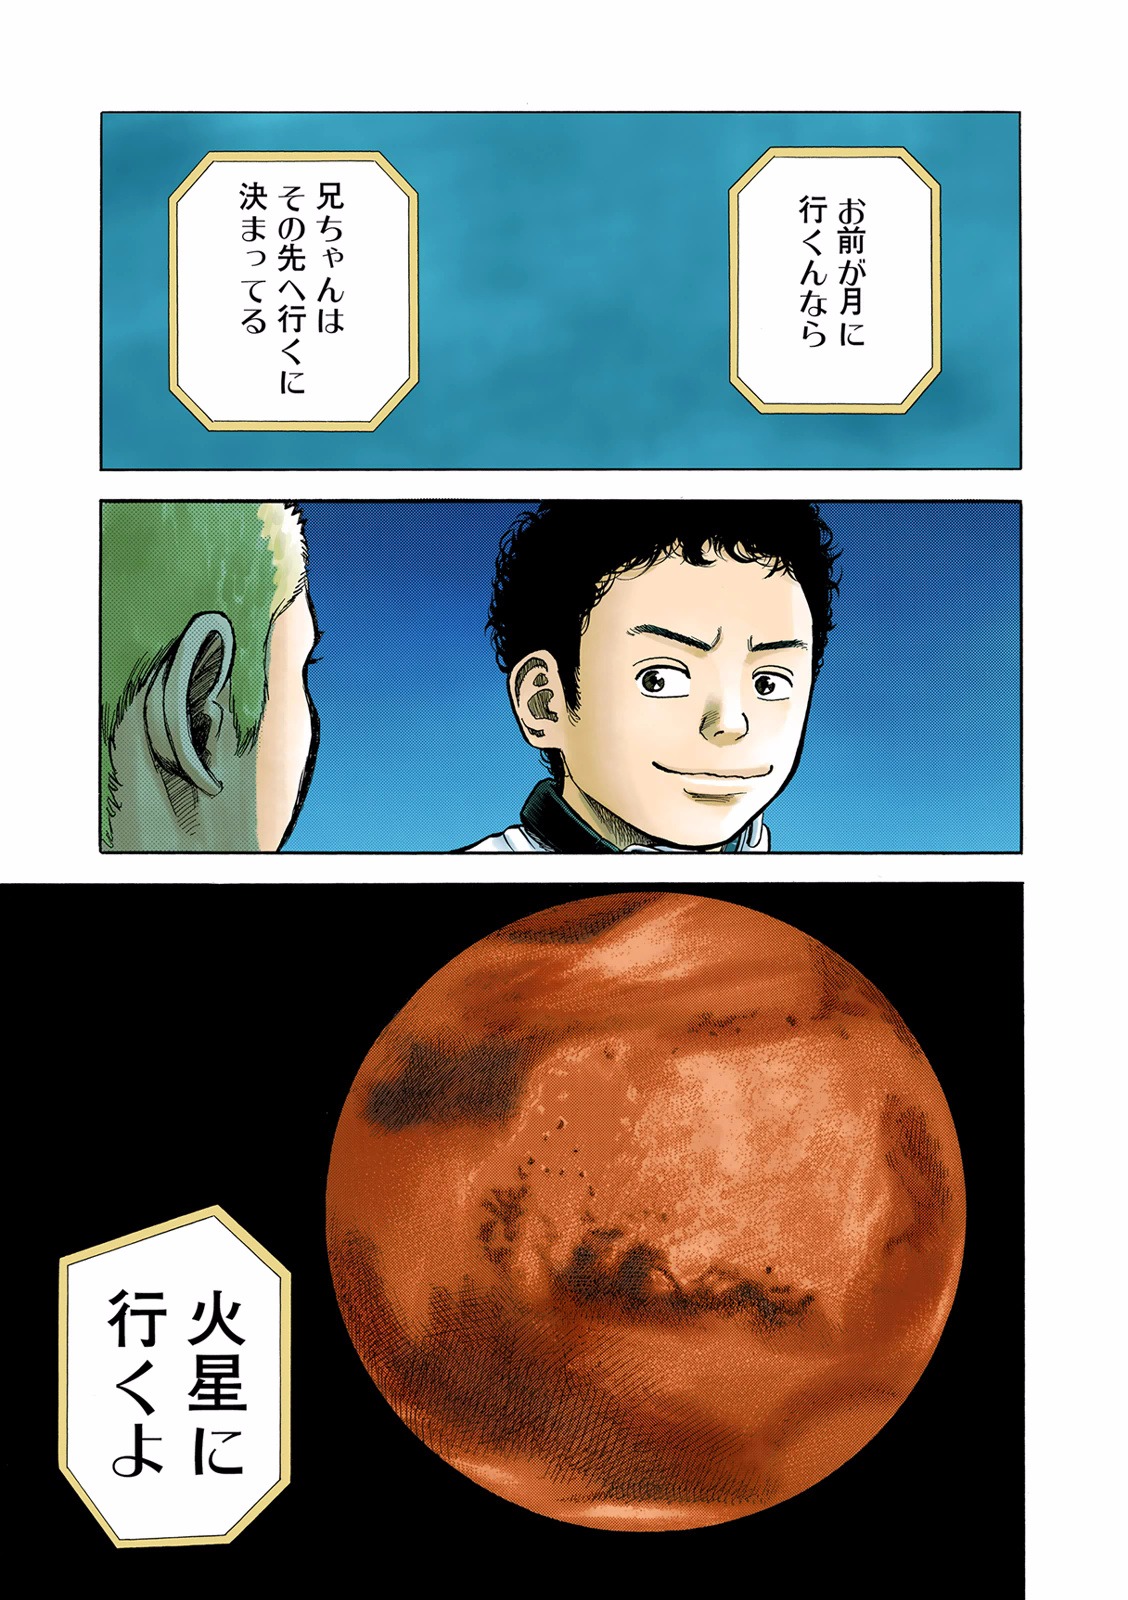 お前が月に
行くんなら
兄ちゃんは
その先へ行くに
決まってる
火星に
行くよ